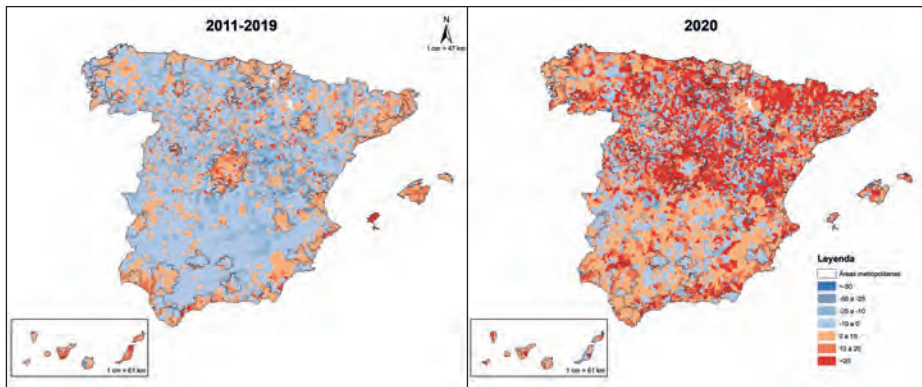 2011-2019
N
1 cm = 47 km
2020
Leyenda
Áreas metropolitanas
<-50
-50 a -25
-25 a -10
-10 a 0
0 a 10
10 a 20
>20
1 cm = 61 km
1 cm = 61 km